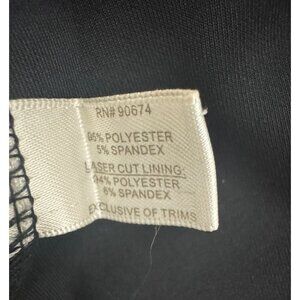 RN# 90674
95% POLYESTER
5% SPANDEX
LASER CUT LINING:
94% POLYESTER
6% SPANDEX
EXCLUSIVE OF TRIMS